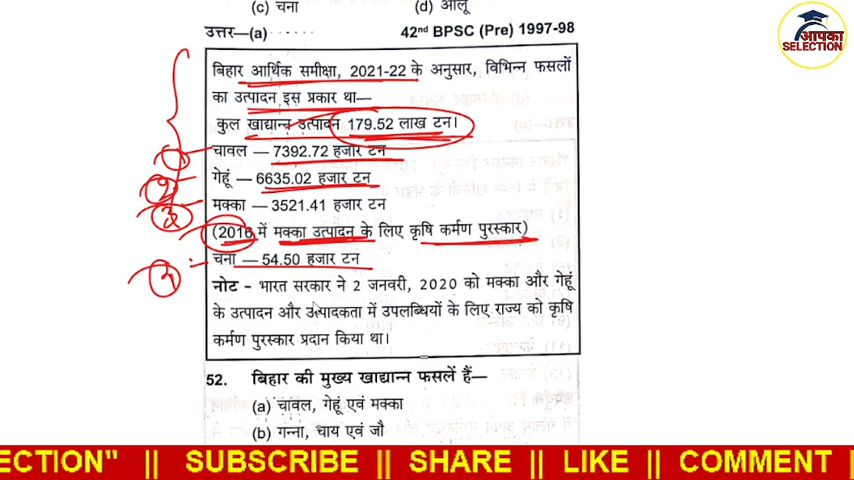 (c) चना (d) आलू
उत्तर—(a) 42nd BPSC (Pre) 1997-98
आपका
SELECTION
बिहार आर्थिक समीक्षा, 2021-22 के अनुसार, विभिन्न फसलों
का उत्पादन इस प्रकार था—
कुल खाद्यान्न उत्पादन 179.52 लाख टन।
चावल — 7392.72 हजार टन
गेहूं — 6635.02 हजार टन
मक्का — 3521.41 हजार टन
(2016 में मक्का उत्पादन के लिए कृषि कर्मण पुरस्कार)
चना — 54.50 हजार टन
नोट - भारत सरकार ने 2 जनवरी, 2020 को मक्का और गेहूं
के उत्पादन और उत्पादकता में उपलब्धियों के लिए राज्य को कृषि
कर्मण पुरस्कार प्रदान किया था।
52. बिहार की मुख्य खाद्यान्न फसलें हैं—
(a) चावल, गेहूं एवं मक्का
(b) गन्ना, चाय एवं जौ
ECTION" || SUBSCRIBE || SHARE || LIKE || COMMENT ||